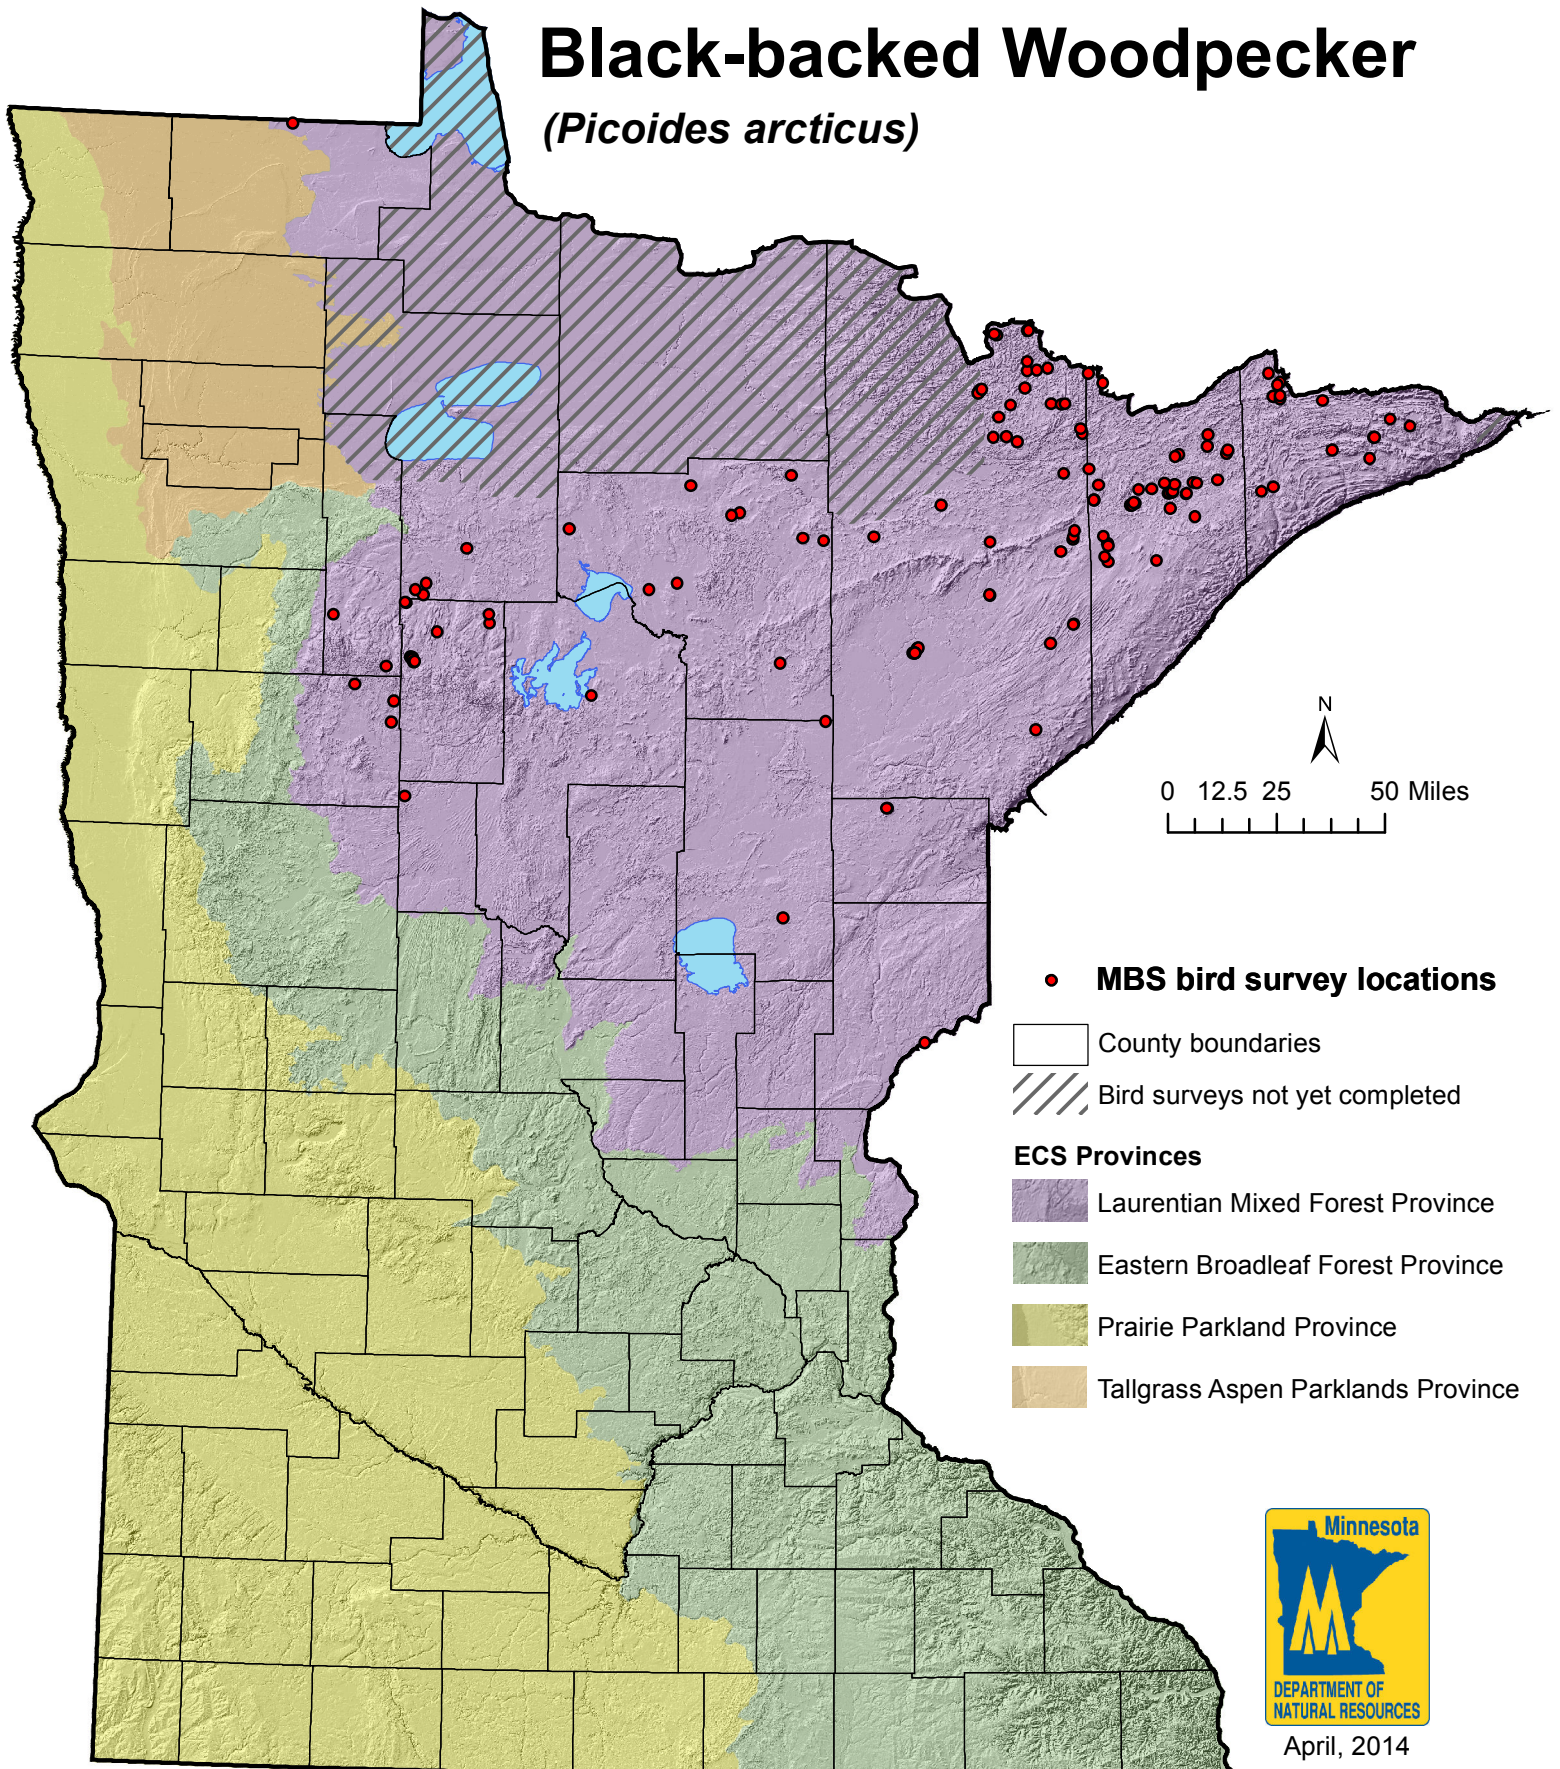 Black-backed Woodpecker
(Picoides arcticus)
N
0 12.5 25 50 Miles
MBS bird survey locations
County boundaries
Bird surveys not yet completed
ECS Provinces
Laurentian Mixed Forest Province
Eastern Broadleaf Forest Province
Prairie Parkland Province
Tallgrass Aspen Parklands Province
Minnesota
DEPARTMENT OF
NATURAL RESOURCES
April, 2014